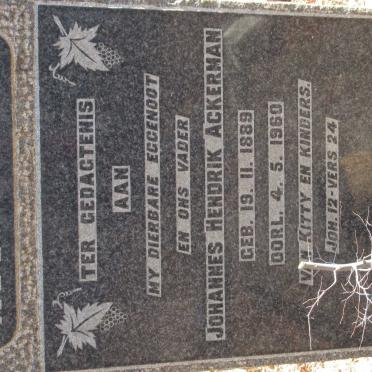 TER GEDAGTENIS
AAN
MY DIERBARE EGGENOOT
EN ONS VADER
JOHANNES HENDRIK ACKERMAN
GEB. 19. 11. 1889
OORL. 4. 5. 1960
KITTY EN KINDERS.
JOH. 12 - VERS 24